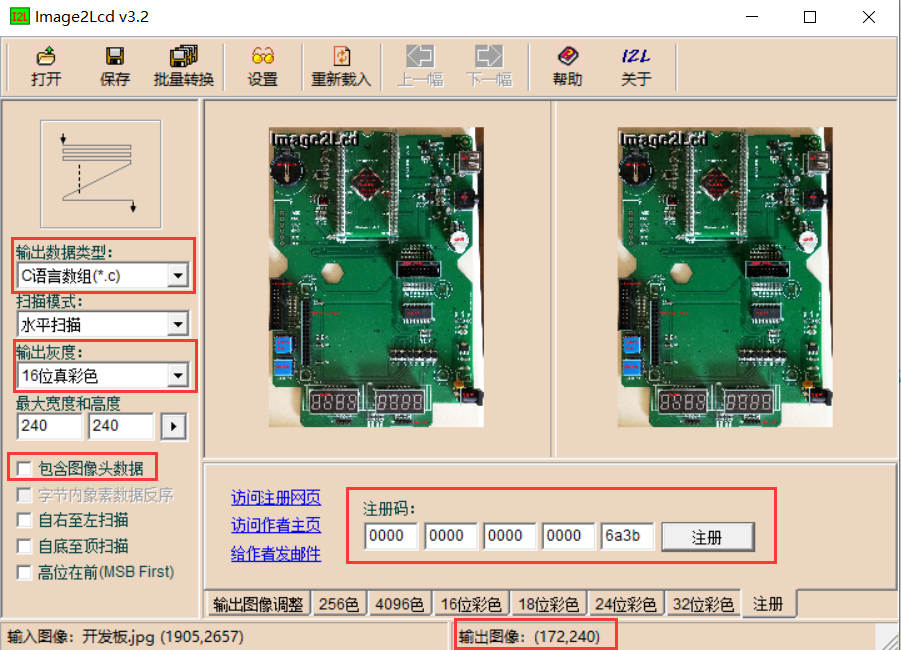 Image2Lcd v3.2
打开 保存 批量转换 设置 重新载入 上一幅 下一幅 帮助 关于
输出数据类型:
C语言数组(*.c)
扫描模式:
水平扫描
输出灰度:
16位真彩色
最大宽度和高度
240 240
包含图像头数据
字节内象素数据反序
自右至左扫描
自底至顶扫描
高位在前(MSB First)
Image2Lcd
Image2Lcd
访问注册网页
访问作者主页
给作者发邮件
注册码:
0000 0000 0000 0000 6a3b 注册
输出图像调整 256色 4096色 16位彩色 18位彩色 24位彩色 32位彩色 注册
输入图像: 开发板.jpg (1905,2657)
输出图像: (172,240)